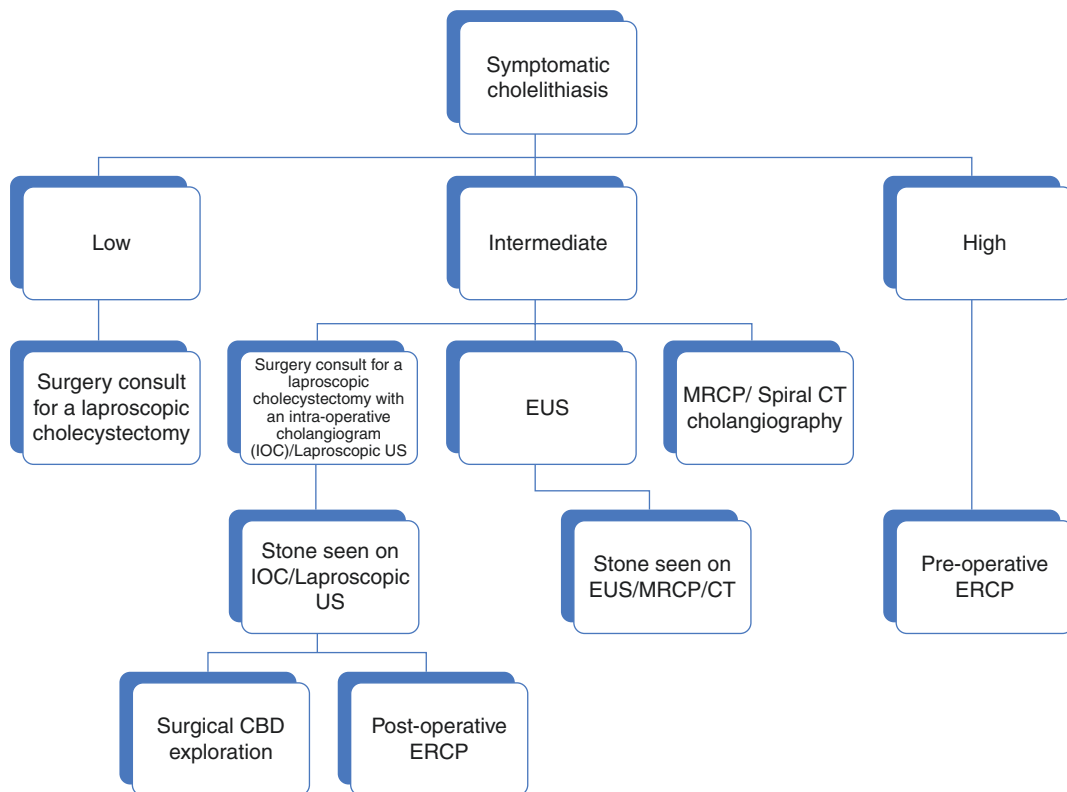 Symptomatic
cholelithiasis
Low
Intermediate
High
Surgery consult
for a laproscopic
cholecystectomy
Surgery consult for a
laproscopic
cholecystectomy with
an intra-operative
cholangiogram
(IOC)/Laproscopic US
EUS
MRCP/ Spiral CT
cholangiography
Stone seen on
IOC/Laproscopic
US
Stone seen on
EUS/MRCP/CT
Pre-operative
ERCP
Surgical CBD
exploration
Post-operative
ERCP